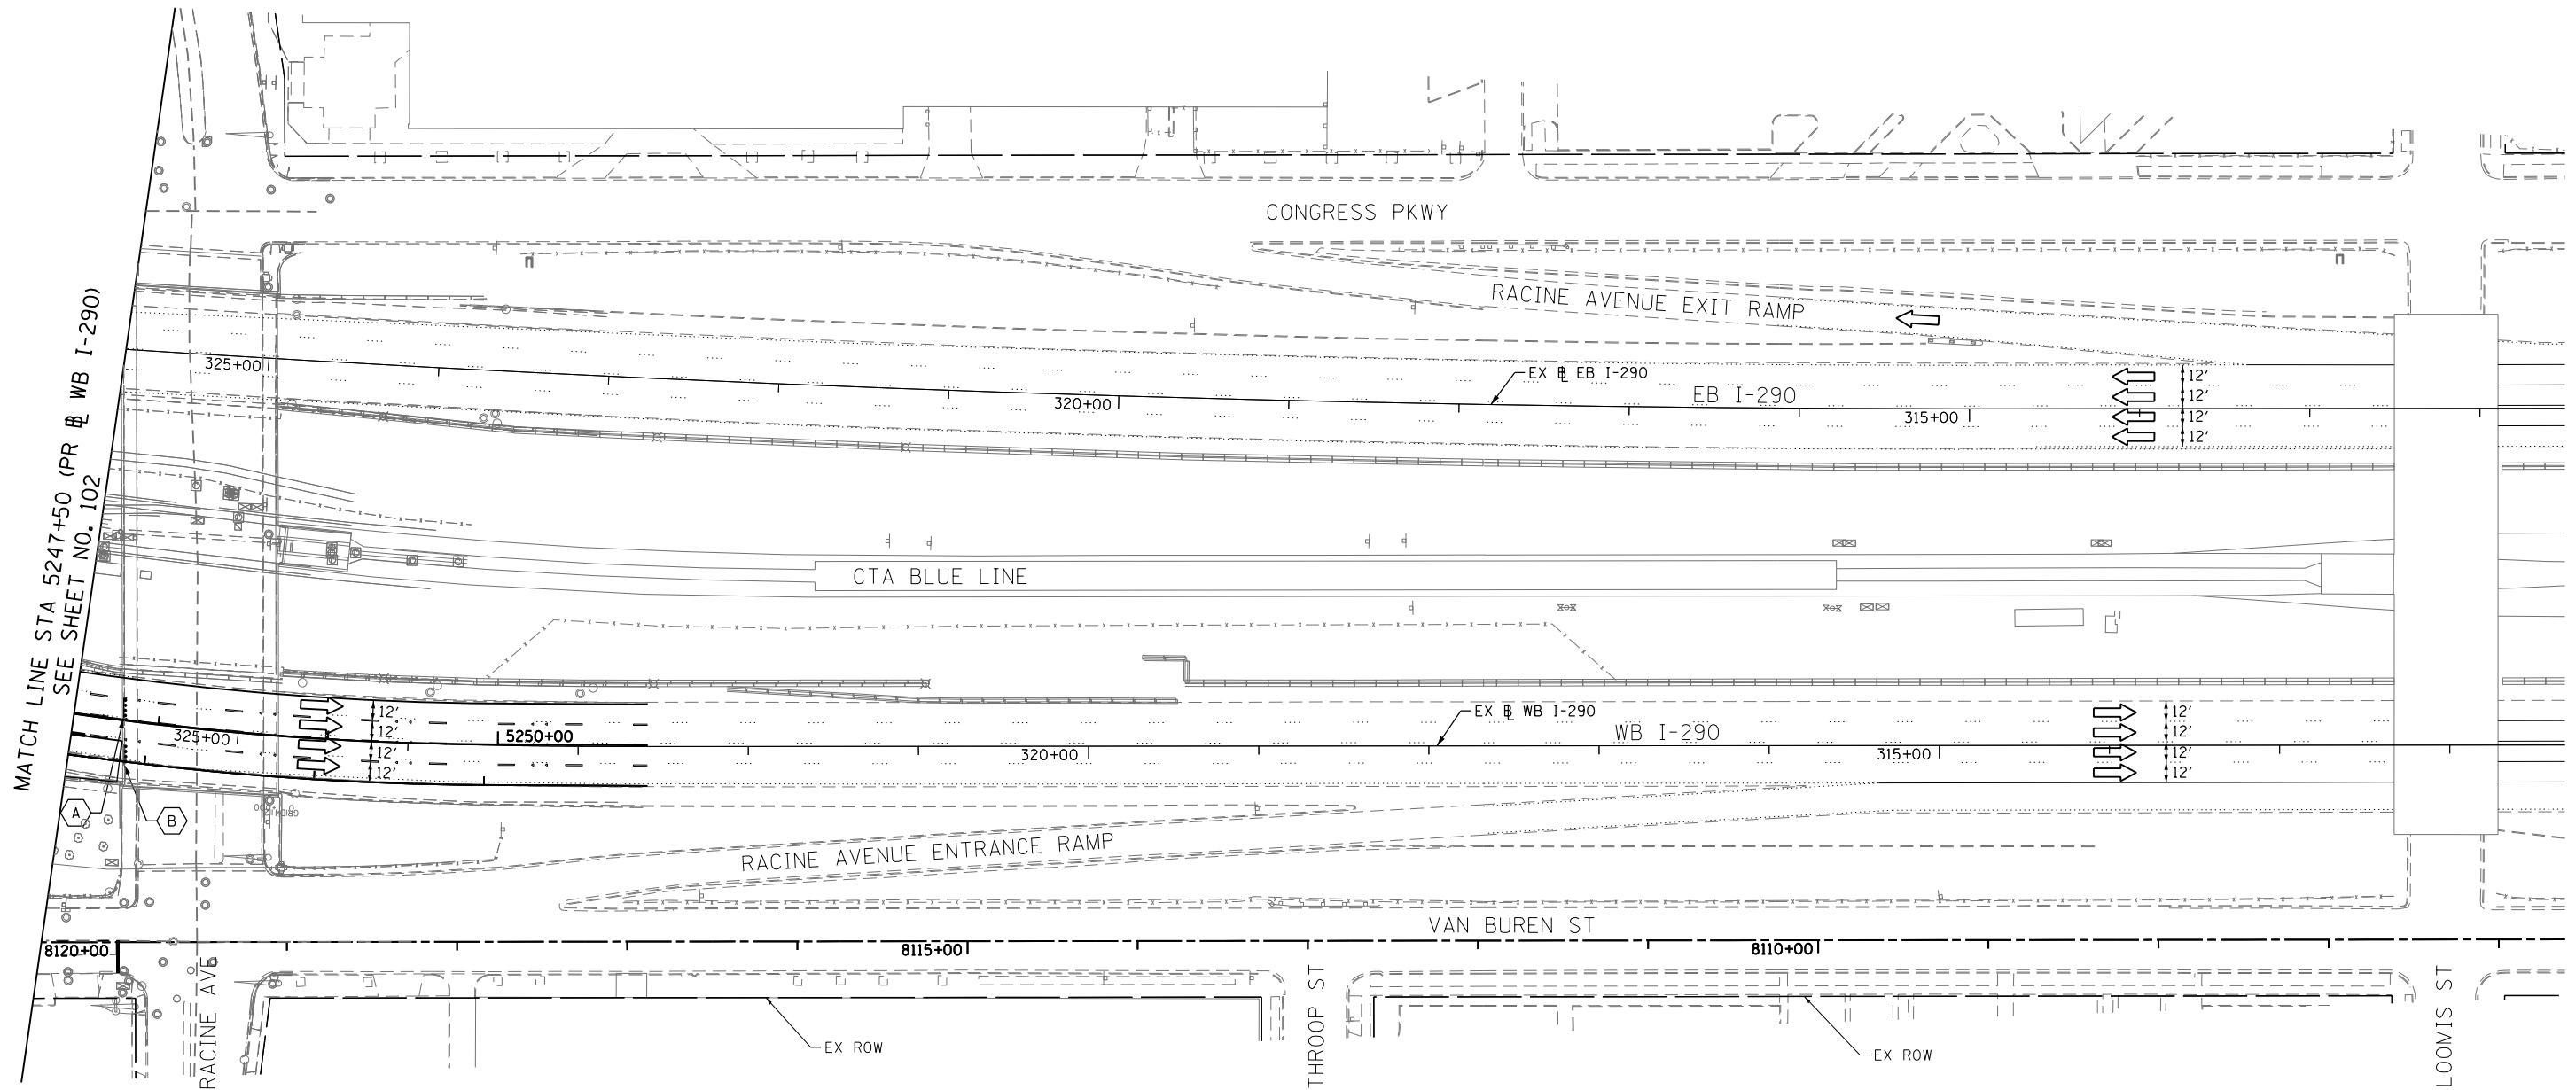 CONGRESS PKWY
RACINE AVENUE EXIT RAMP
MATCH LINE STA 5247+50 (PR BL WB I-290)
SEE SHEET NO. 102
325+00
EX BL EB I-290
320+00
EB I-290
315+00
12'
12'
12'
12'
CTA BLUE LINE
12'
12'
12'
12'
325+00
5250+00
EX BL WB I-290
320+00
WB I-290
315+00
12'
12'
12'
12'
A
B
RACINE AVENUE ENTRANCE RAMP
VAN BUREN ST
8120+00
8115+00
8110+00
RACINE AVE
THROOP ST
LOOMIS ST
EX ROW
EX ROW